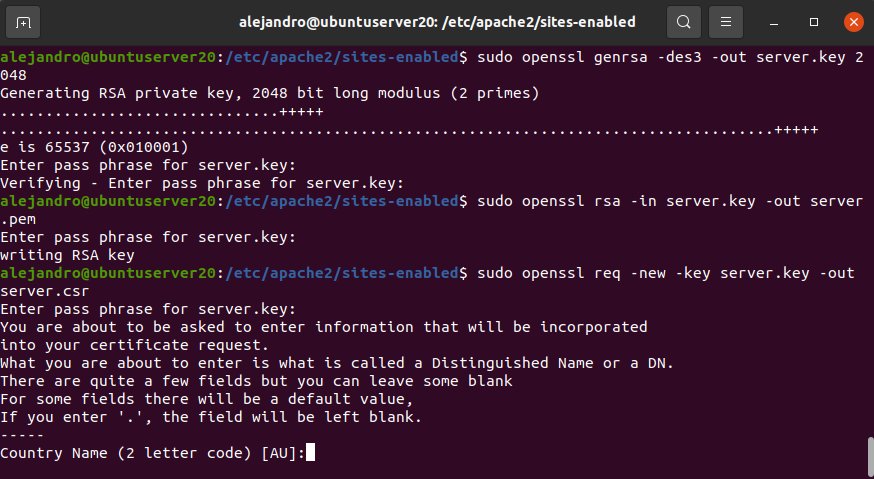 alejandro@ubuntuserver20: /etc/apache2/sites-enabled
alejandro@ubuntuserver20:/etc/apache2/sites-enabled$ sudo openssl genrsa -des3 -out server.key 2
048
Generating RSA private key, 2048 bit long modulus (2 primes)
...............................+++++
......................................................................................+++++
e is 65537 (0x010001)
Enter pass phrase for server.key:
Verifying - Enter pass phrase for server.key:
alejandro@ubuntuserver20:/etc/apache2/sites-enabled$ sudo openssl rsa -in server.key -out server
.pem
Enter pass phrase for server.key:
writing RSA key
alejandro@ubuntuserver20:/etc/apache2/sites-enabled$ sudo openssl req -new -key server.key -out
server.csr
Enter pass phrase for server.key:
You are about to be asked to enter information that will be incorporated
into your certificate request.
What you are about to enter is what is called a Distinguished Name or a DN.
There are quite a few fields but you can leave some blank
For some fields there will be a default value,
If you enter '.', the field will be left blank.
-----
Country Name (2 letter code) [AU]: